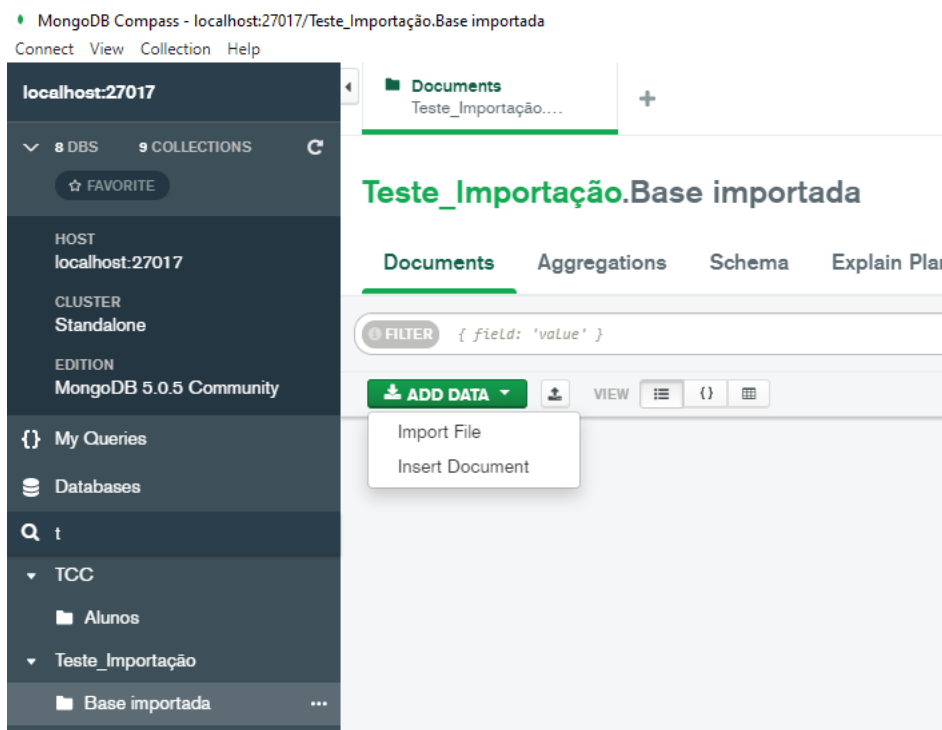 MongoDB Compass - localhost:27017/Teste_Importação.Base importada
Connect View Collection Help
localhost:27017
8 DBS 9 COLLECTIONS
FAVORITE
HOST
localhost:27017
CLUSTER
Standalone
EDITION
MongoDB 5.0.5 Community
{} My Queries
Databases
t
TCC
Alunos
Teste_Importação
Base importada ...
Documents
Teste_Importação....
+
Teste_Importação.Base importada
Documents Aggregations Schema Explain Plan
FILTER { field: 'value' }
ADD DATA VIEW {}
Import File
Insert Document